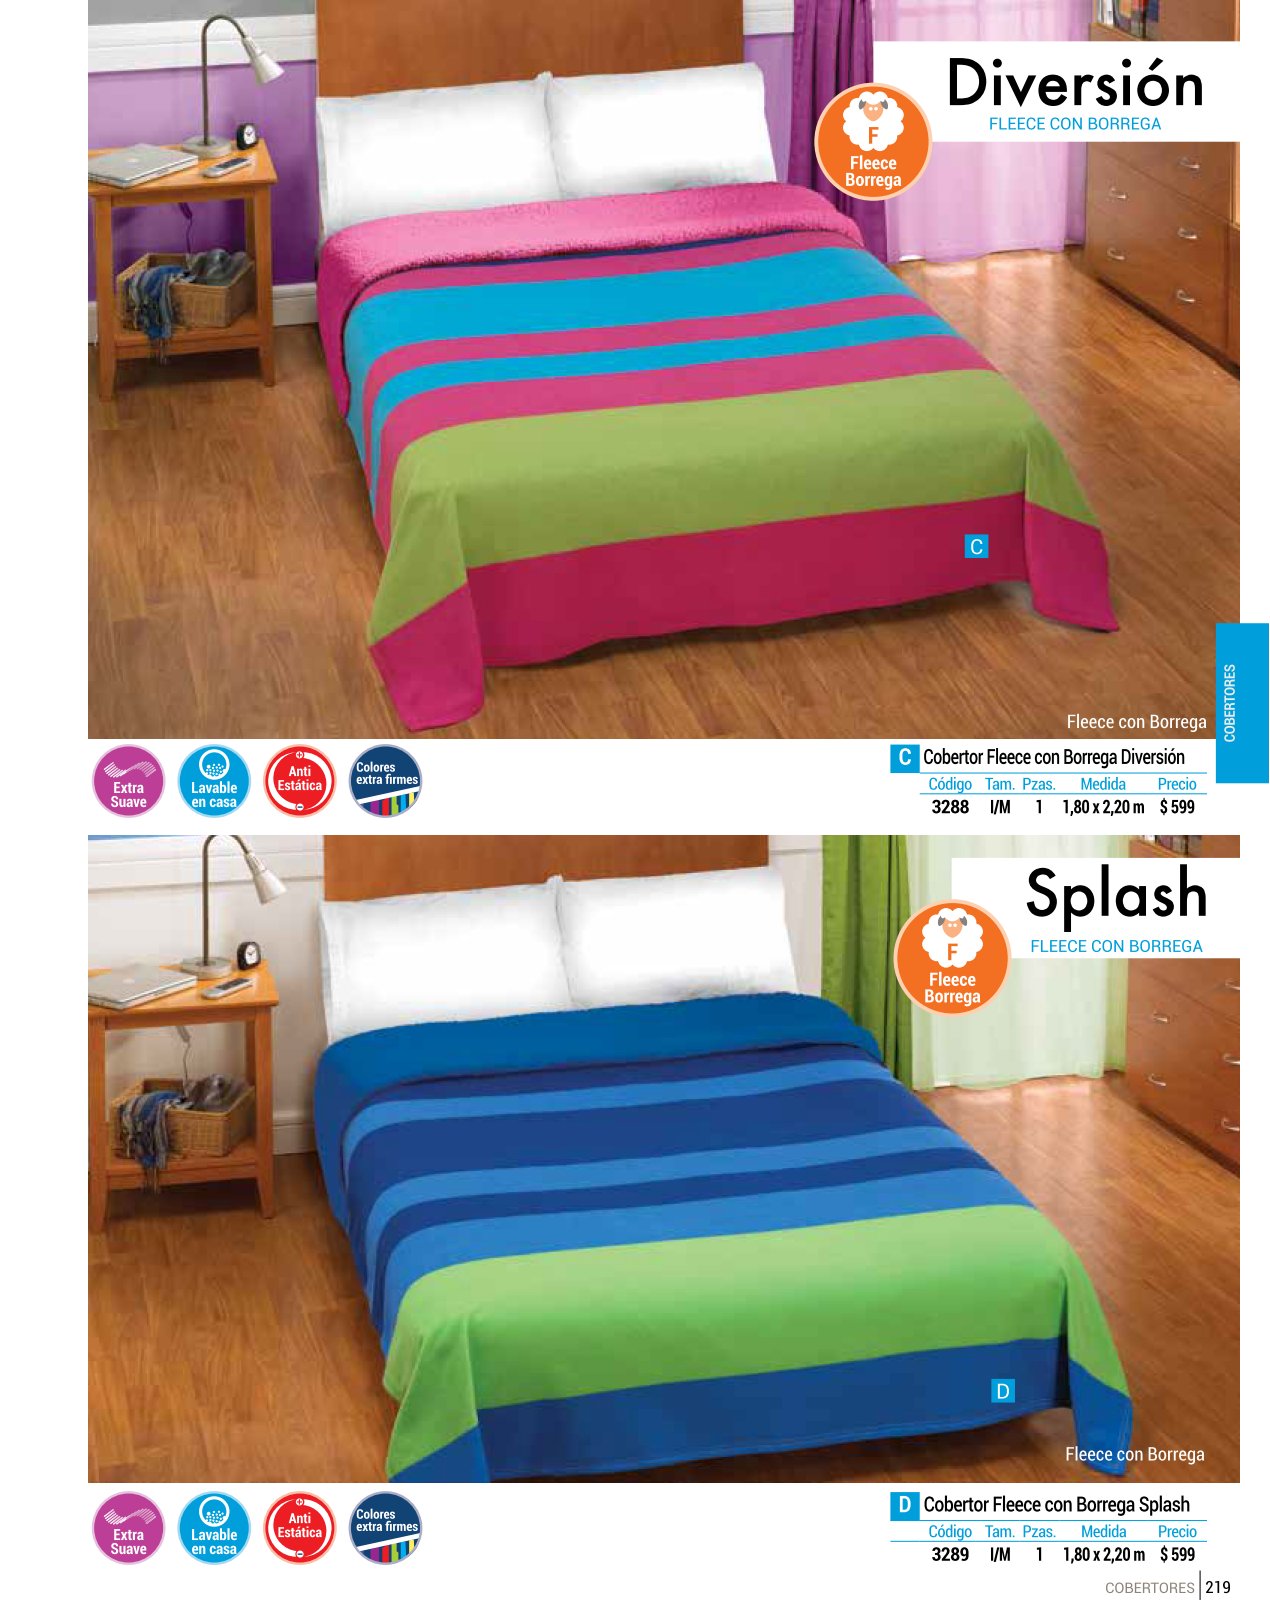 Diversión
FLEECE CON BORREGA
F
Fleece
Borrega
C
Fleece con Borrega
COBERTORES
Extra
Suave
Lavable
en casa
Anti
Estática
Colores
extra firmes
C Cobertor Fleece con Borrega Diversión
Código Tam. Pzas. Medida Precio
3288 I/M 1 1,80 x 2,20 m $ 599
Splash
FLEECE CON BORREGA
F
Fleece
Borrega
D
Fleece con Borrega
Extra
Suave
Lavable
en casa
Anti
Estática
Colores
extra firmes
D Cobertor Fleece con Borrega Splash
Código Tam. Pzas. Medida Precio
3289 I/M 1 1,80 x 2,20 m $ 599
COBERTORES 219